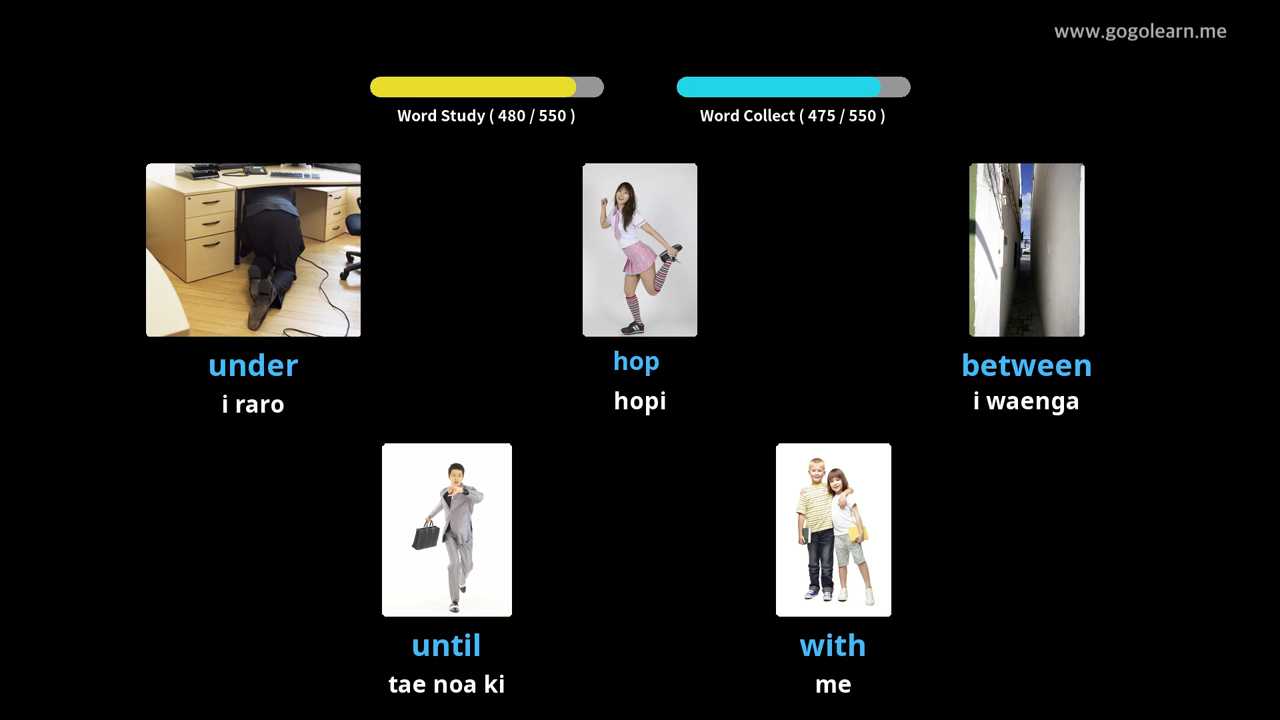 www.gogolearn.me
Word Study ( 480 / 550 )
Word Collect ( 475 / 550 )
under
i raro
hop
hopi
between
i waenga
until
tae noa ki
with
me